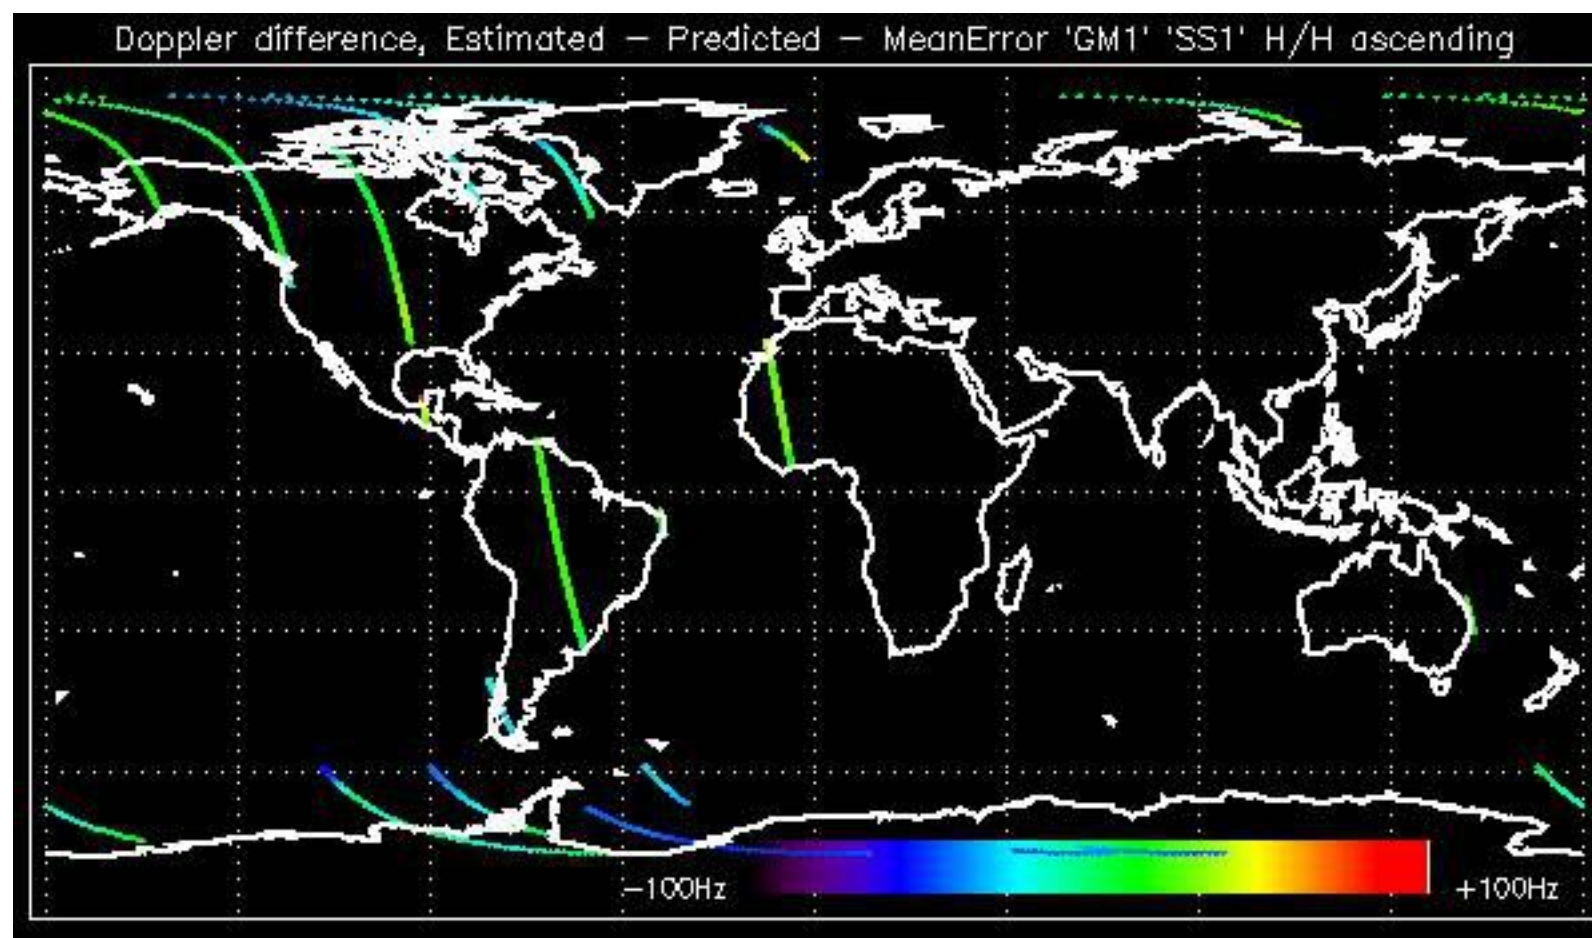 Doppler difference, Estimated — Predicted — MeanError 'GM1' 'SS1' H/H ascending
-100Hz
+100Hz